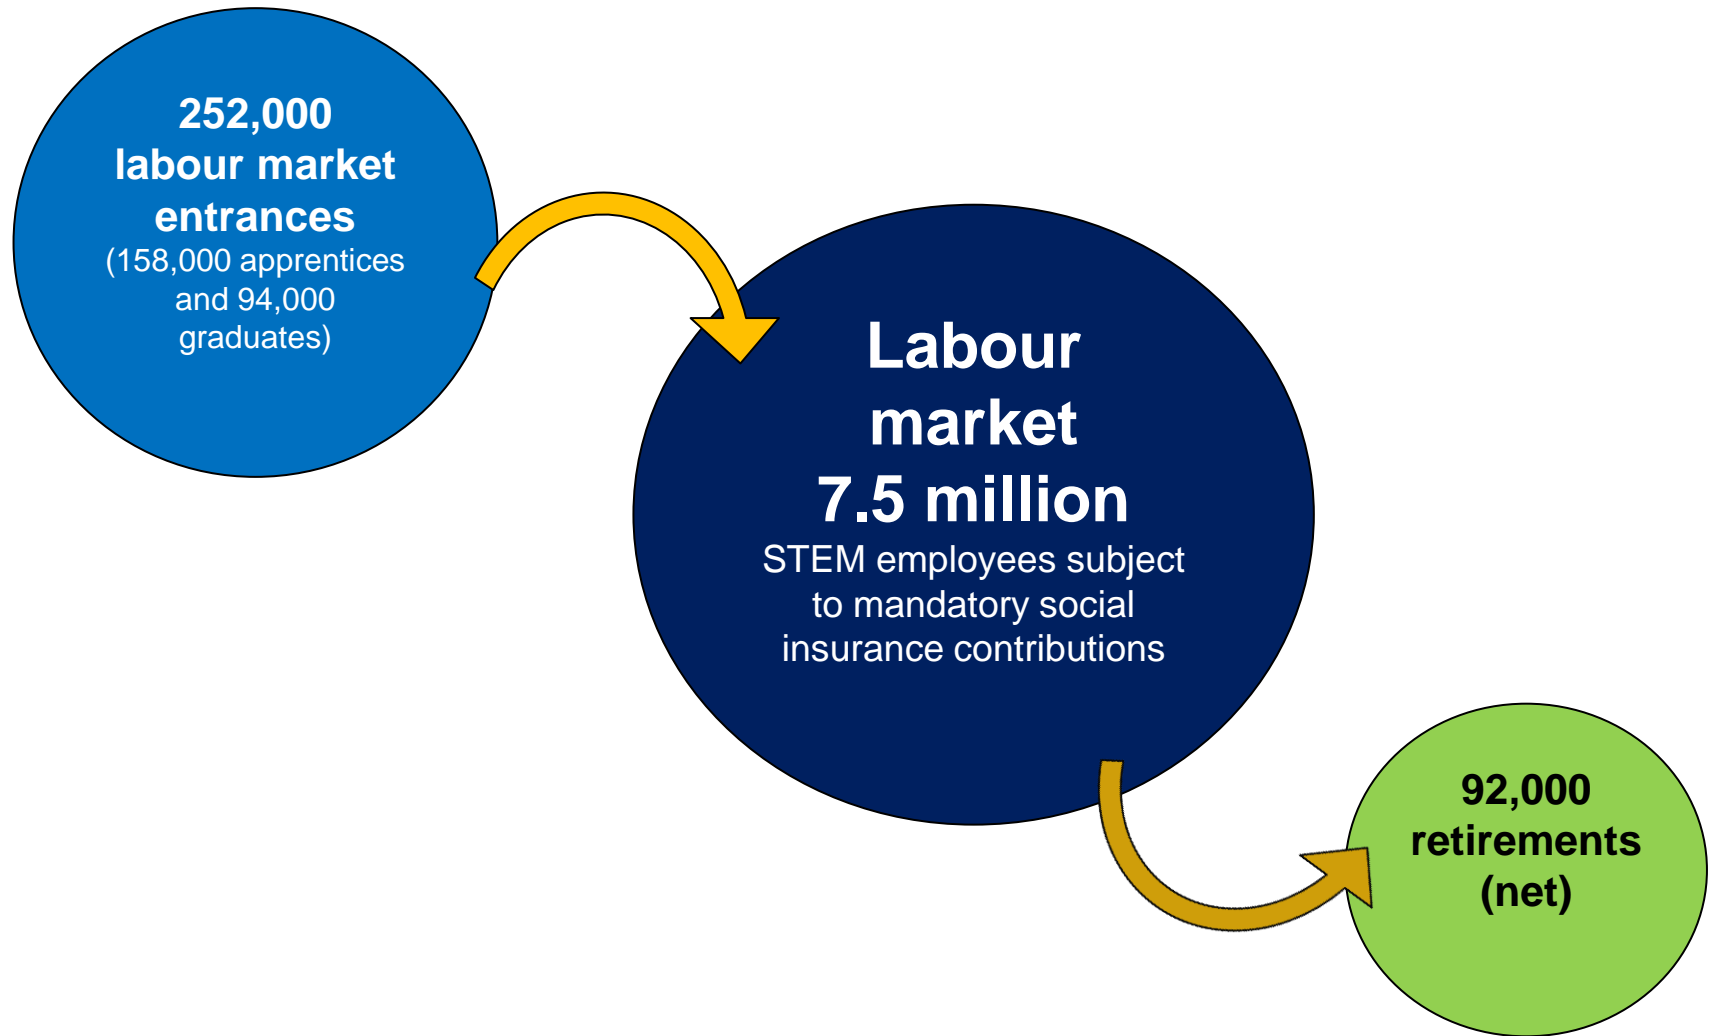 252,000
labour market
entrances
(158,000 apprentices
and 94,000
graduates)
Labour
market
7.5 million
STEM employees subject
to mandatory social
insurance contributions
92,000
retirements
(net)